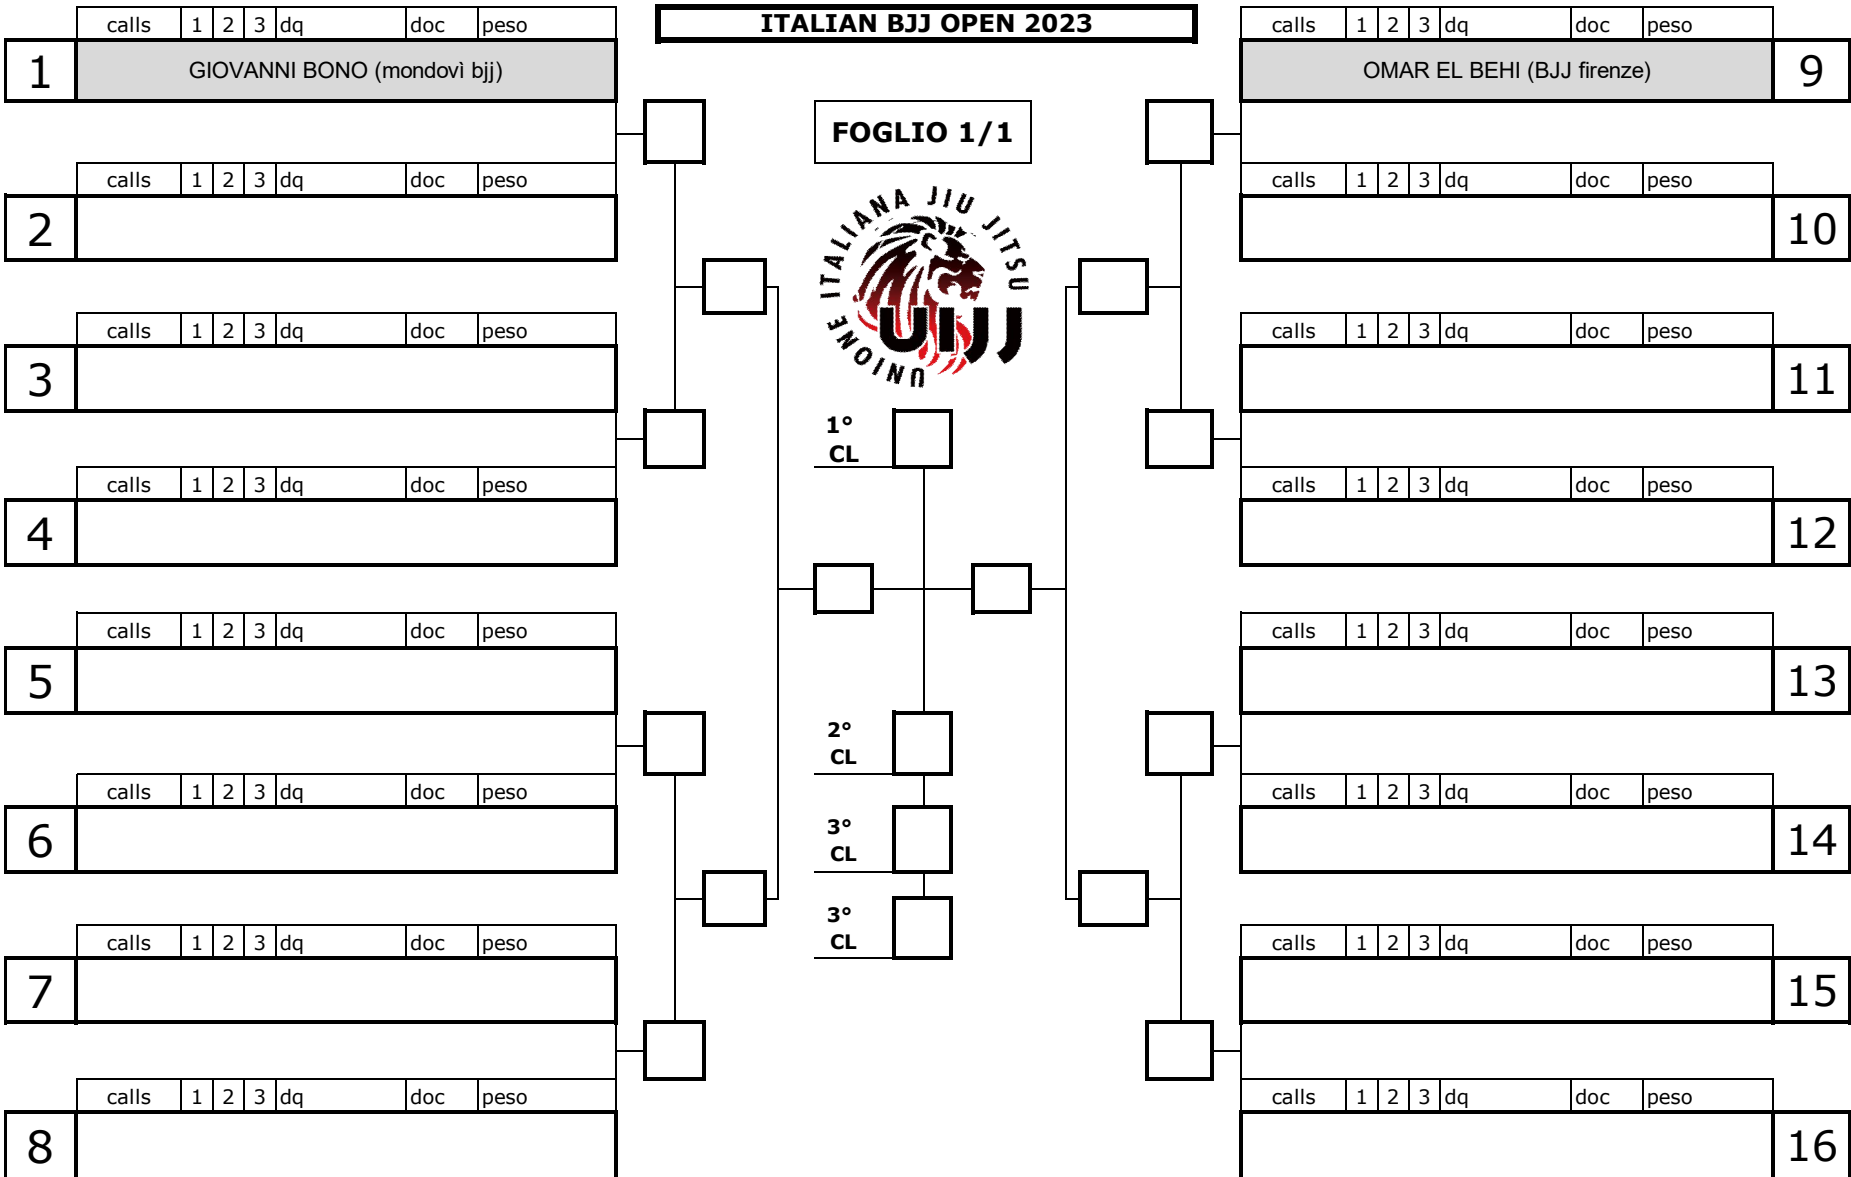 ITALIAN BJJ OPEN 2023
calls 1 2 3 dq doc peso
1 GIOVANNI BONO (mondovì bjj)
calls 1 2 3 dq doc peso
2
calls 1 2 3 dq doc peso
3
calls 1 2 3 dq doc peso
4
calls 1 2 3 dq doc peso
5
calls 1 2 3 dq doc peso
6
calls 1 2 3 dq doc peso
7
calls 1 2 3 dq doc peso
8
FOGLIO 1/1
UNIONE ITALIANA JIU JITSU
UIJJ
1°
CL
2°
CL
3°
CL
3°
CL
calls 1 2 3 dq doc peso
OMAR EL BEHI (BJJ firenze) 9
calls 1 2 3 dq doc peso
10
calls 1 2 3 dq doc peso
11
calls 1 2 3 dq doc peso
12
calls 1 2 3 dq doc peso
13
calls 1 2 3 dq doc peso
14
calls 1 2 3 dq doc peso
15
calls 1 2 3 dq doc peso
16